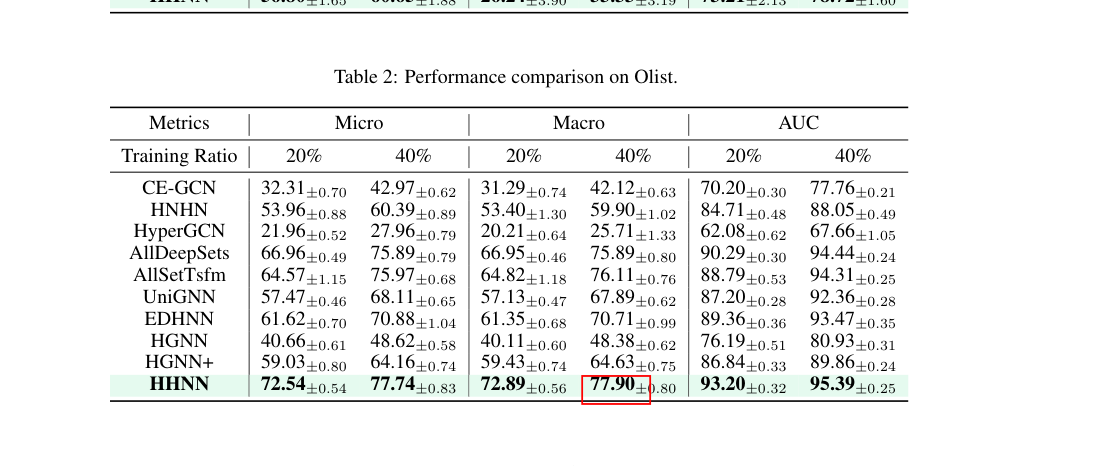 Table 2: Performance comparison on Olist.
Metrics Micro Macro AUC
Training Ratio 20% 40% 20% 40% 20% 40%
CE-GCN 32.31±0.70 42.97±0.62 31.29±0.74 42.12±0.63 70.20±0.30 77.76±0.21
HNHN 53.96±0.88 60.39±0.89 53.40±1.30 59.90±1.02 84.71±0.48 88.05±0.49
HyperGCN 21.96±0.52 27.96±0.79 20.21±0.64 25.71±1.33 62.08±0.62 67.66±1.05
AllDeepSets 66.96±0.49 75.89±0.79 66.95±0.46 75.89±0.80 90.29±0.30 94.44±0.24
AllSetTsfm 64.57±1.15 75.97±0.68 64.82±1.18 76.11±0.76 88.79±0.53 94.31±0.25
UniGNN 57.47±0.46 68.11±0.65 57.13±0.47 67.89±0.62 87.20±0.28 92.36±0.28
EDHNN 61.62±0.70 70.88±1.04 61.35±0.68 70.71±0.99 89.36±0.36 93.47±0.35
HGNN 40.66±0.61 48.62±0.58 40.11±0.60 48.38±0.62 76.19±0.51 80.93±0.31
HGNN+ 59.03±0.80 64.16±0.74 59.43±0.74 64.63±0.75 86.84±0.33 89.86±0.24
HHNN 72.54±0.54 77.74±0.83 72.89±0.56 77.90±0.80 93.20±0.32 95.39±0.25